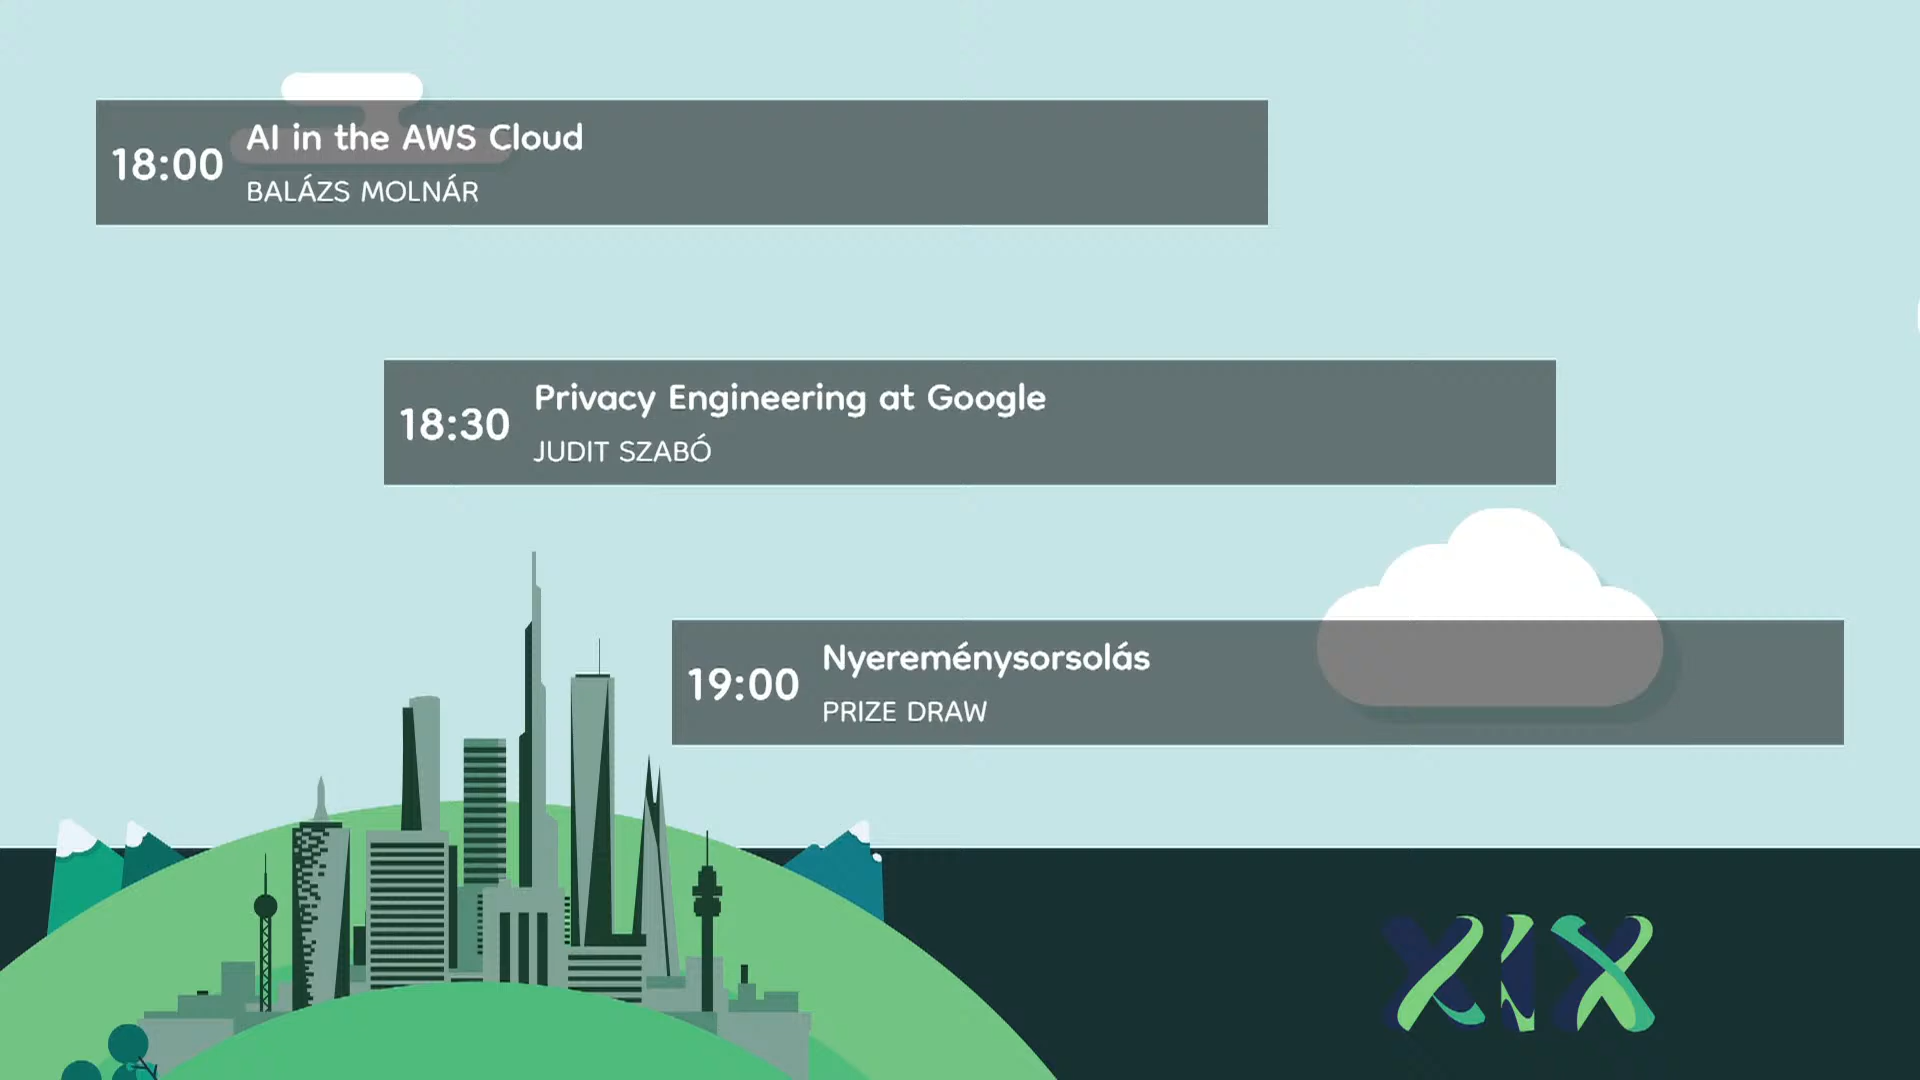 18:00
AI in the AWS Cloud
BALÁZS MOLNÁR
18:30
Privacy Engineering at Google
JUDIT SZABÓ
19:00
Nyereménysorsolás
PRIZE DRAW
XIX